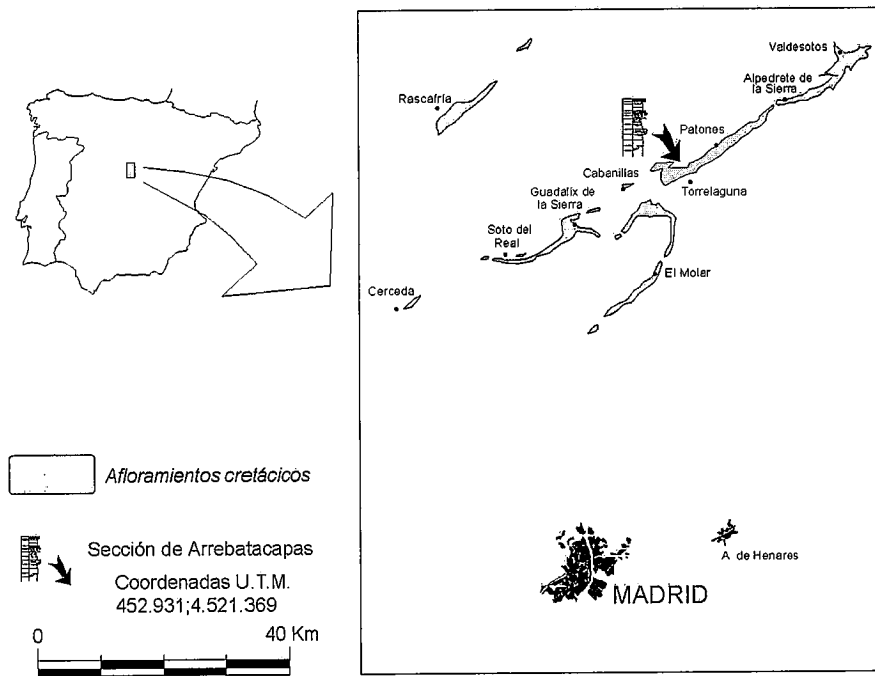 Valdesotos
Alpedrete de
la Sierra
Rascafría
Patones
Cabanillas
Torrelaguna
Guadalix de
la Sierra
Soto del
Real
El Molar
Cerceda
Afloramientos cretácicos
Sección de Arrebatacapas
Coordenadas U.T.M.
452.931;4.521.369
0
40 Km
A. de Henares
MADRID